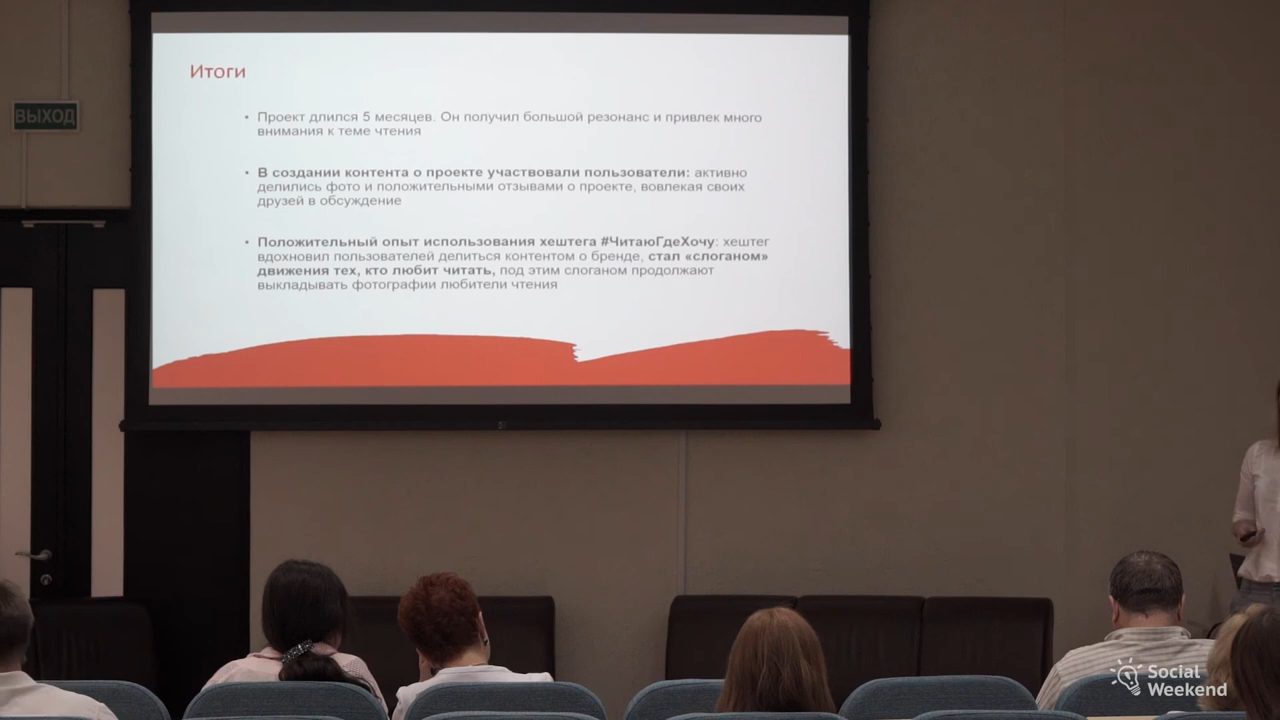 ВЫХОД
Итоги
• Проект длился 5 месяцев. Он получил большой резонанс и привлек много
внимания к теме чтения
• В создании контента о проекте участвовали пользователи: активно
делились фото и положительными отзывами о проекте, вовлекая своих
друзей в обсуждение
• Положительный опыт использования хештега #ЧитаюГдеХочу: хештег
вдохновил пользователей делиться контентом о бренде, стал «слоганом»
движения тех, кто любит читать, под этим слоганом продолжают
выкладывать фотографии любители чтения
Social
Weekend